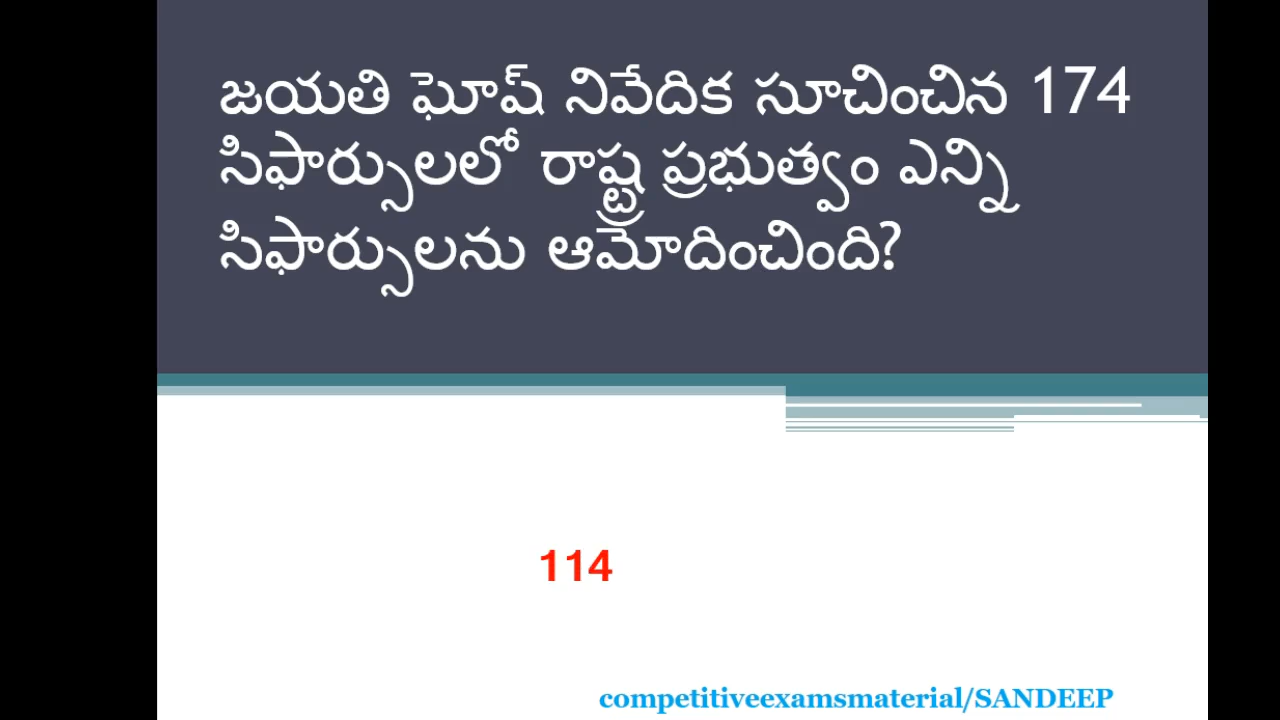 జయతి ఘోష్ నివేదిక సూచించిన 174
సిఫార్సులలో రాష్ట్ర ప్రభుత్వం ఎన్ని
సిఫార్సులను ఆమోదించింది?
114
competitiveexamsmaterial/SANDEEP